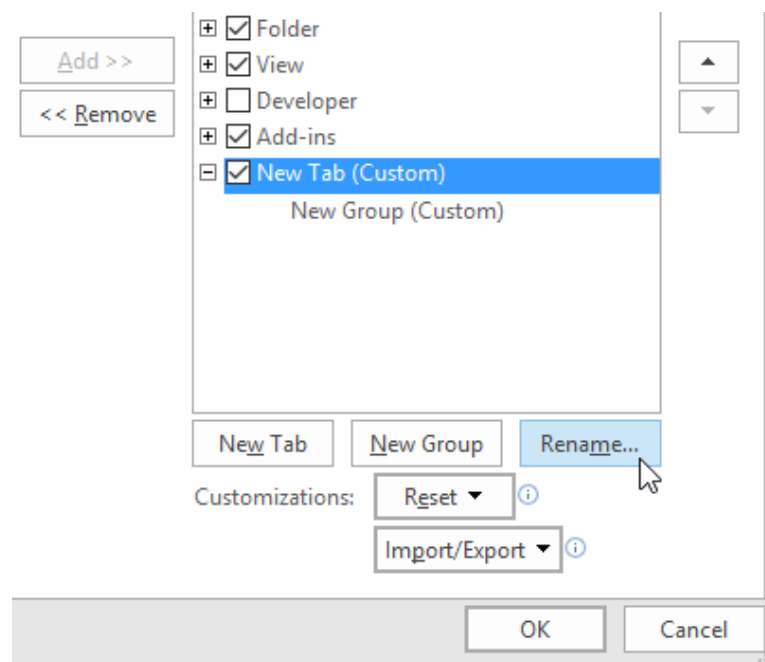 Folder
Add >>
View
<< Remove
Developer
Add-ins
New Tab (Custom)
New Group (Custom)
New Tab
New Group
Rename...
Customizations:
Reset
Import/Export
OK
Cancel